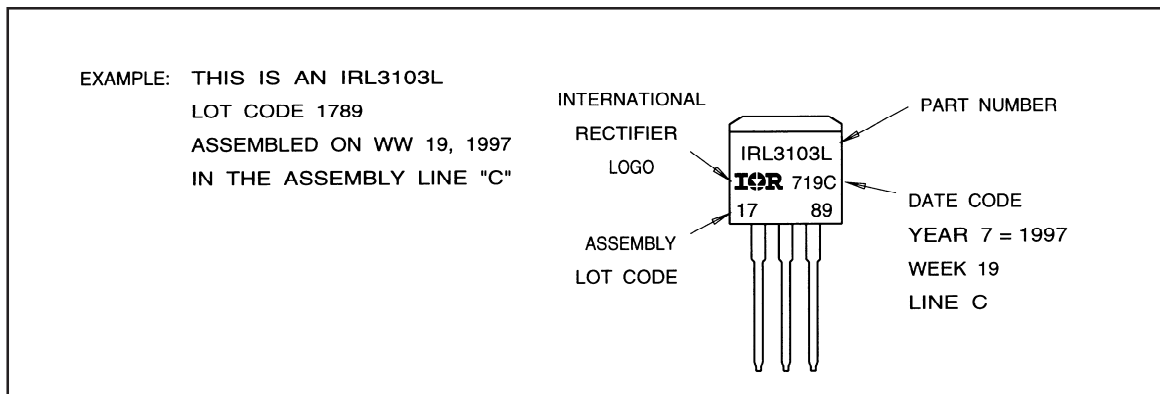 EXAMPLE: THIS IS AN IRL3103L
LOT CODE 1789
ASSEMBLED ON WW 19, 1997
IN THE ASSEMBLY LINE "C"
INTERNATIONAL
RECTIFIER
LOGO
ASSEMBLY
LOT CODE
IRL3103L
IOR 719C
17 89
PART NUMBER
DATE CODE
YEAR 7 = 1997
WEEK 19
LINE C